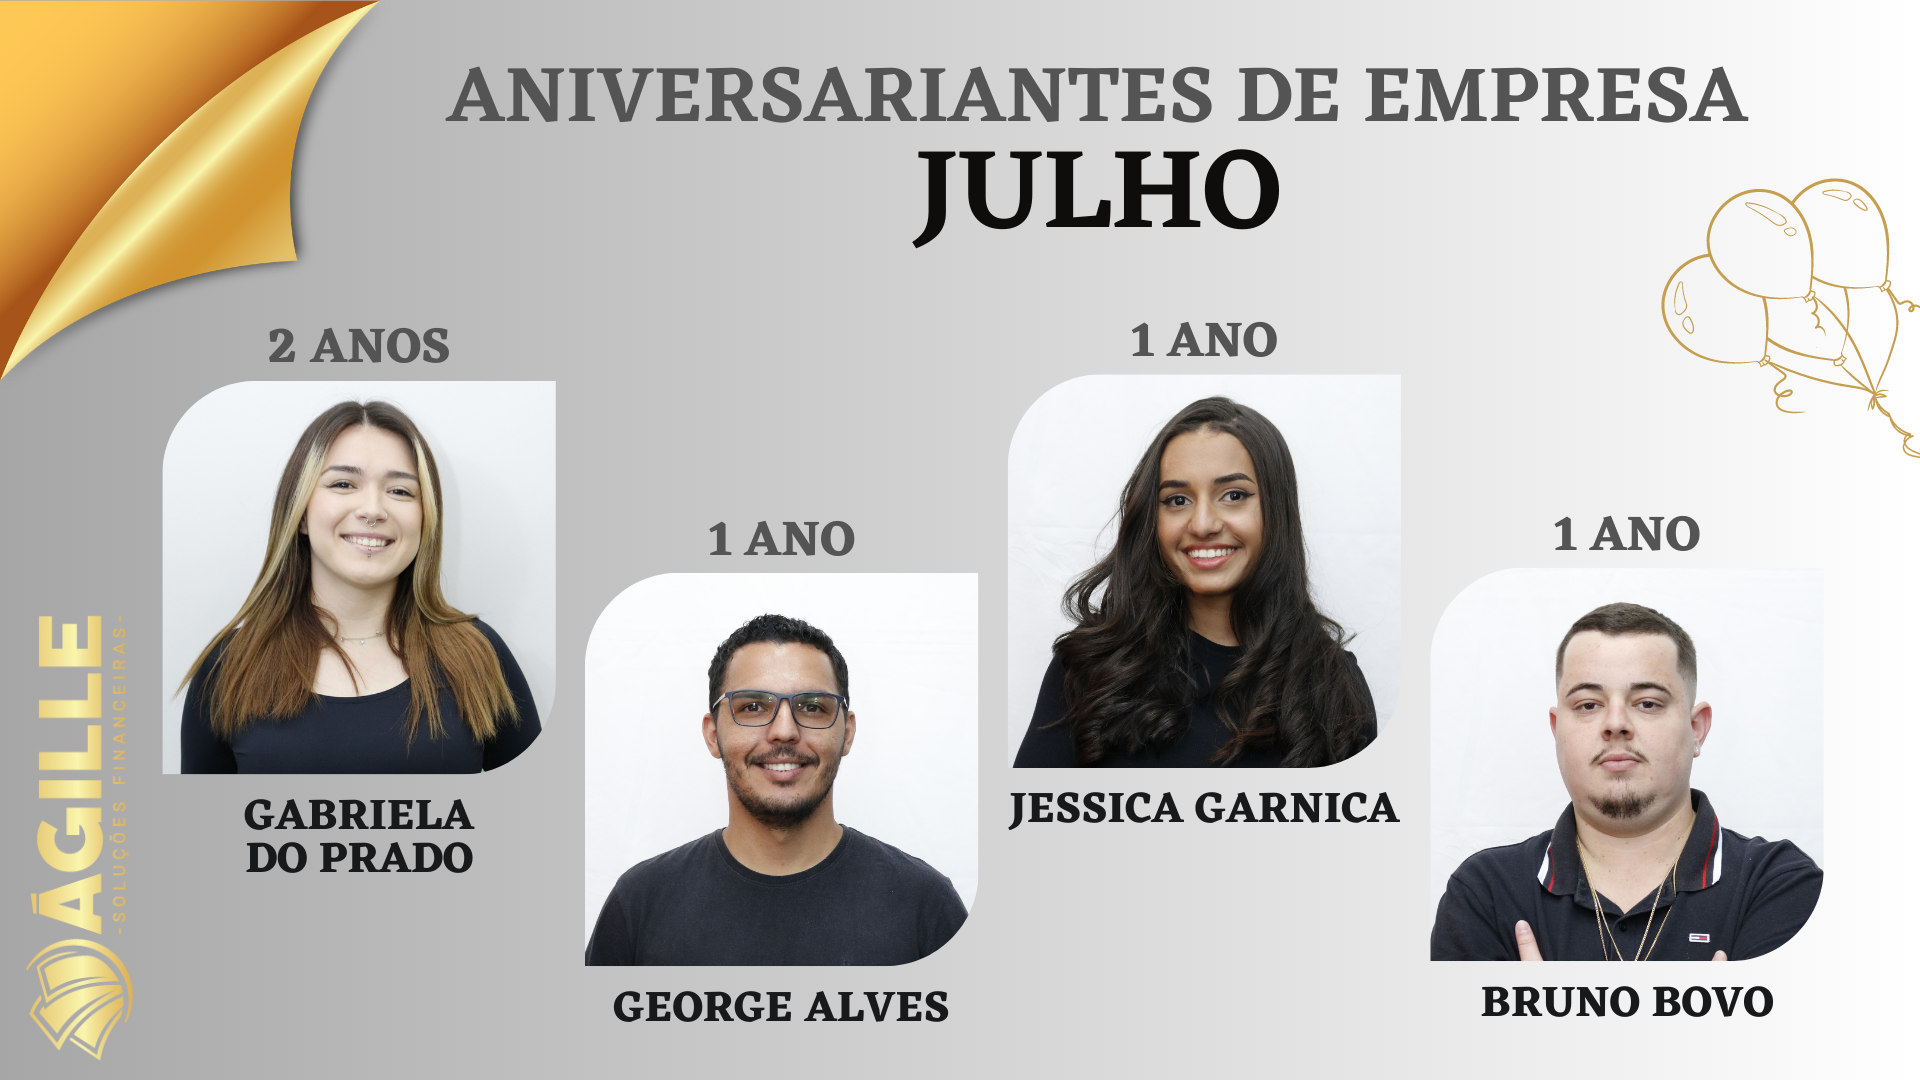 ANIVERSARIANTES DE EMPRESA
JULHO
2 ANOS
GABRIELA
DO PRADO
1 ANO
GEORGE ALVES
1 ANO
JESSICA GARNICA
1 ANO
BRUNO BOVO
ÁGILLE
-SOLUÇÕES FINANCEIRAS-